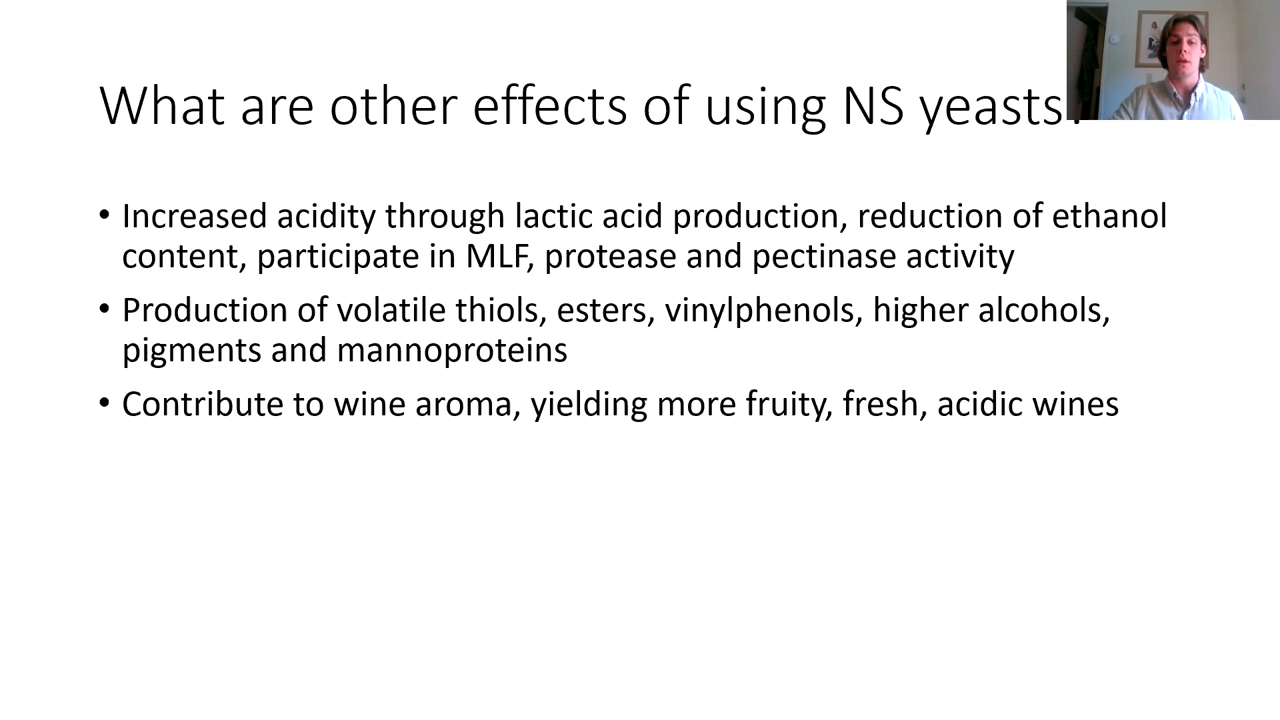 What are other effects of using NS yeasts?
• Increased acidity through lactic acid production, reduction of ethanol
content, participate in MLF, protease and pectinase activity
• Production of volatile thiols, esters, vinylphenols, higher alcohols,
pigments and mannoproteins
• Contribute to wine aroma, yielding more fruity, fresh, acidic wines